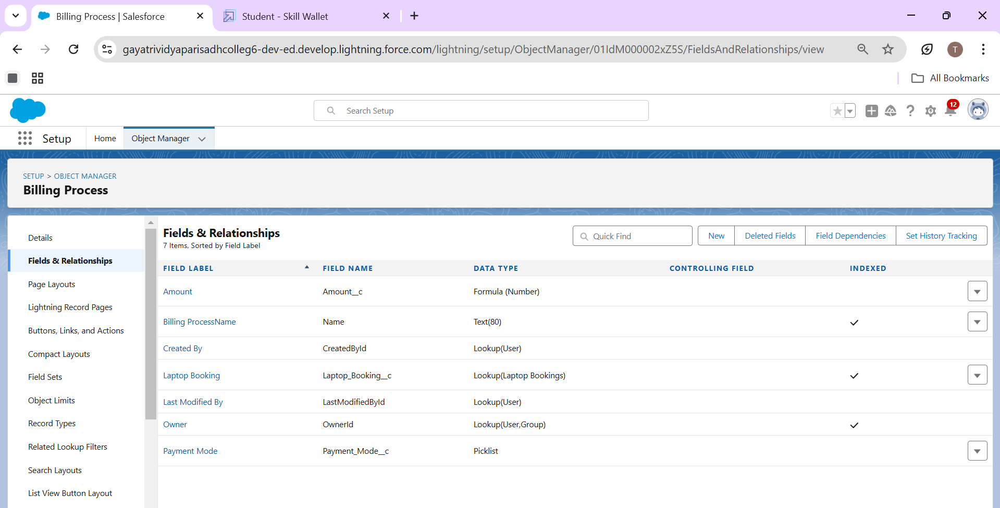 Billing Process | Salesforce
Student - Skill Wallet
gayatrividyaparisadhcolleg6-dev-ed.develop.lightning.force.com/lightning/setup/ObjectManager/01IdM000002xZ5S/FieldsAndRelationships/view
T
All Bookmarks
Search Setup
12
Setup
Home
Object Manager
SETUP > OBJECT MANAGER
Billing Process
Details
Fields & Relationships
Page Layouts
Lightning Record Pages
Buttons, Links, and Actions
Compact Layouts
Field Sets
Object Limits
Record Types
Related Lookup Filters
Search Layouts
List View Button Layout
Fields & Relationships
7 Items, Sorted by Field Label
Quick Find
New
Deleted Fields
Field Dependencies
Set History Tracking
FIELD LABEL FIELD NAME DATA TYPE CONTROLLING FIELD INDEXED
Amount Amount__c Formula (Number)
Billing ProcessName Name Text(80)
Created By CreatedById Lookup(User)
Laptop Booking Laptop_Booking__c Lookup(Laptop Bookings)
Last Modified By LastModifiedById Lookup(User)
Owner OwnerId Lookup(User,Group)
Payment Mode Payment_Mode__c Picklist